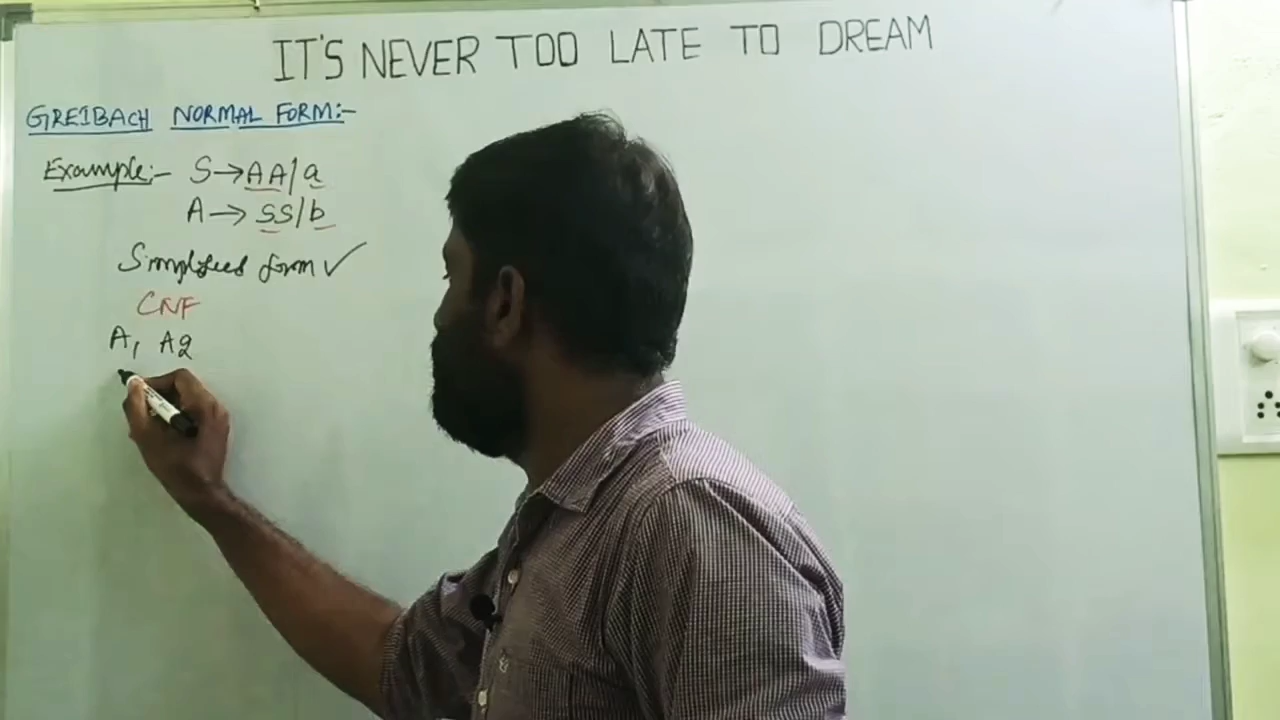 IT'S NEVER TOO LATE TO DREAM
GREIBACH NORMAL FORM:-
Example:- S→AA/a
A→SS/b
Simplified form✓
CNF
A1 A2